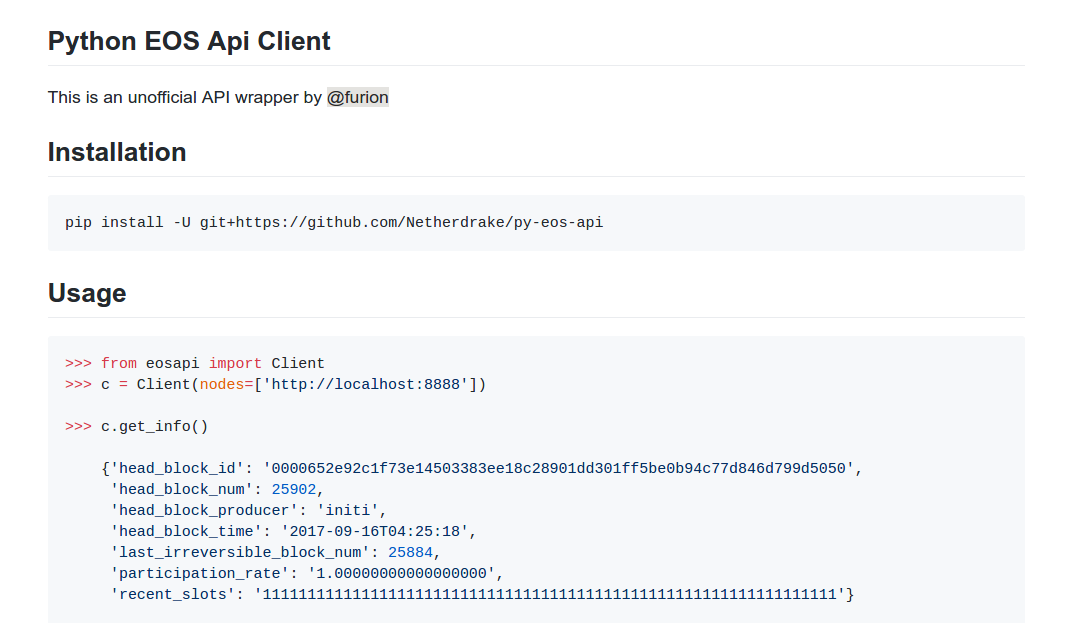 Python EOS Api Client
This is an unofficial API wrapper by @furion
Installation
pip install -U git+https://github.com/Netherdrake/py-eos-api
Usage
>>> from eosapi import Client
>>> c = Client(nodes=['http://localhost:8888'])
>>> c.get_info()
{'head_block_id': '0000652e92c1f73e14503383ee18c28901dd301ff5be0b94c77d846d799d5050',
'head_block_num': 25902,
'head_block_producer': 'initi',
'head_block_time': '2017-09-16T04:25:18',
'last_irreversible_block_num': 25884,
'participation_rate': '1.00000000000000000',
'recent_slots': '1111111111111111111111111111111111111111111111111111111111111111'}